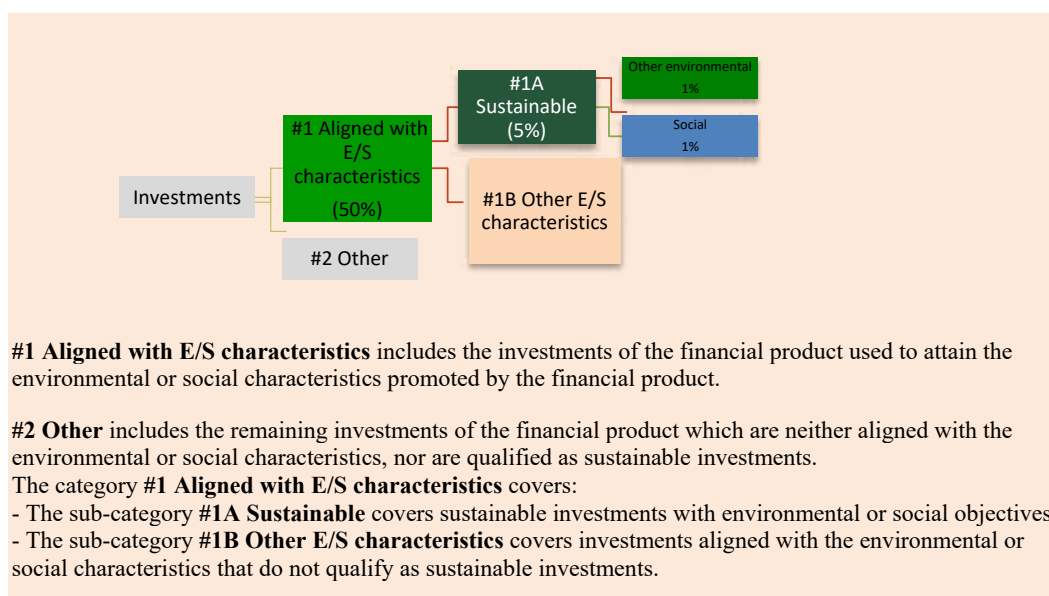 Investments
#1 Aligned with
E/S
characteristics
(50%)
#2 Other
#1A
Sustainable
(5%)
#1B Other E/S
characteristics
Other environmental
1%
Social
1%
#1 Aligned with E/S characteristics includes the investments of the financial product used to attain the
environmental or social characteristics promoted by the financial product.
#2 Other includes the remaining investments of the financial product which are neither aligned with the
environmental or social characteristics, nor are qualified as sustainable investments.
The category #1 Aligned with E/S characteristics covers:
- The sub-category #1A Sustainable covers sustainable investments with environmental or social objectives
- The sub-category #1B Other E/S characteristics covers investments aligned with the environmental or
social characteristics that do not qualify as sustainable investments.